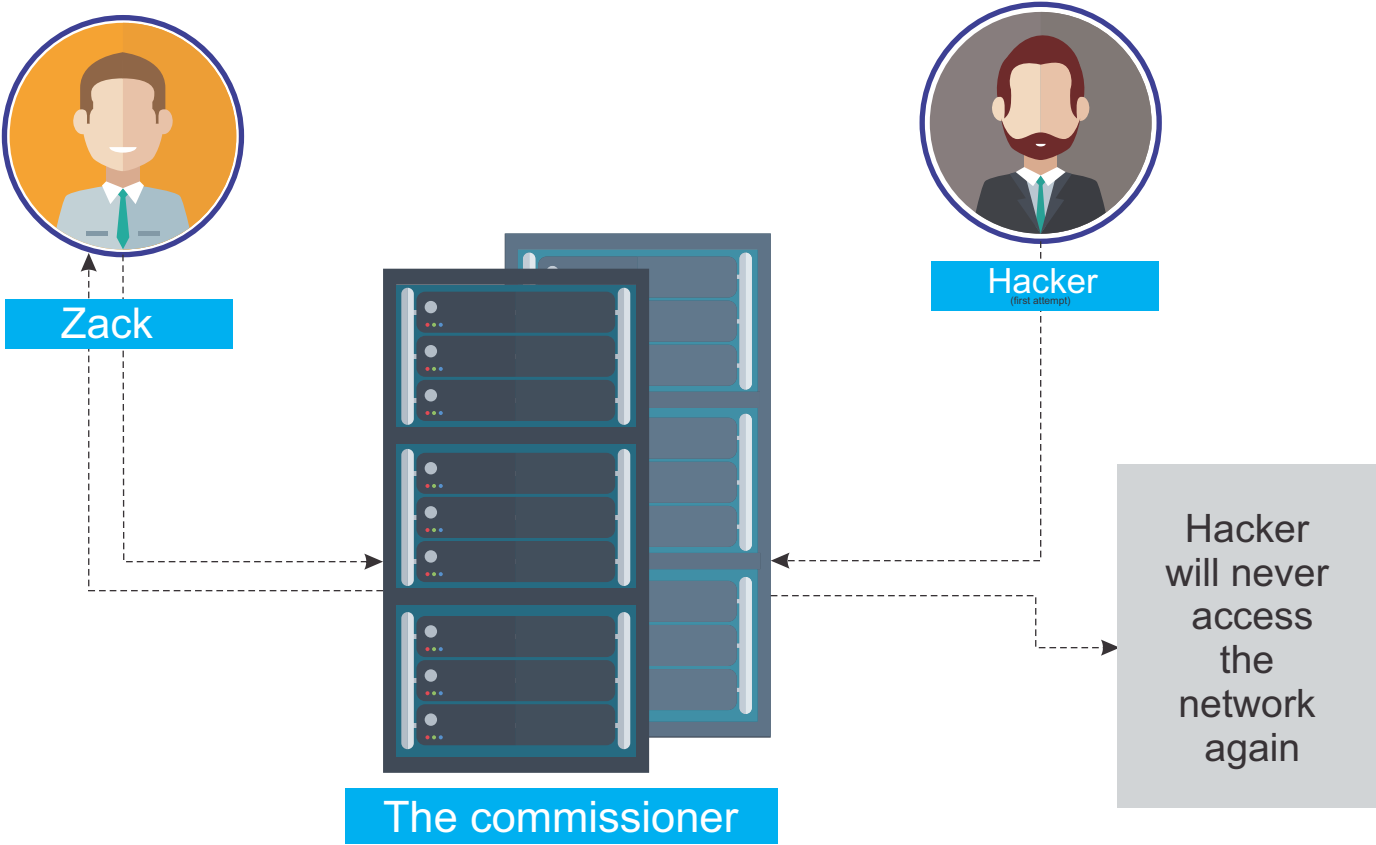 Zack
Hacker
(first attempt)
Hacker
will never
access
the
network
again
The commissioner